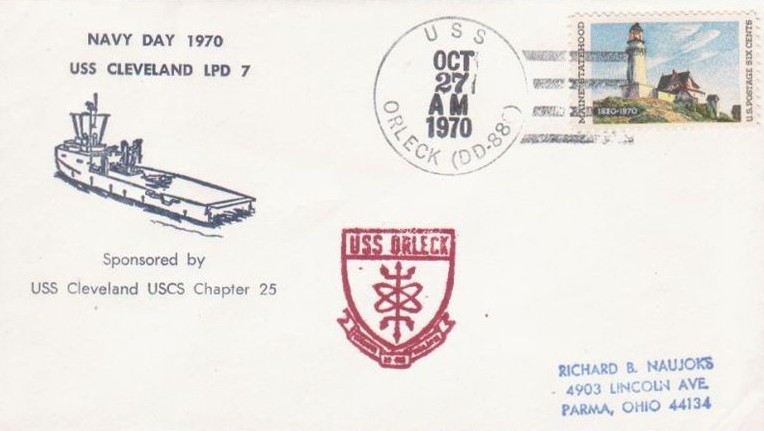 NAVY DAY 1970
USS CLEVELAND LPD 7
Sponsored by
USS Cleveland USCS Chapter 25
USS
OCT
27
AM
1970
ORLECK (DD-886)
MAINE STATEHOOD
1820-1970
U.S. POSTAGE SIX CENTS
USS ORLECK
RICHARD B. NAUJOKS
4903 LINCOLN AVE.
PARMA, OHIO 44134